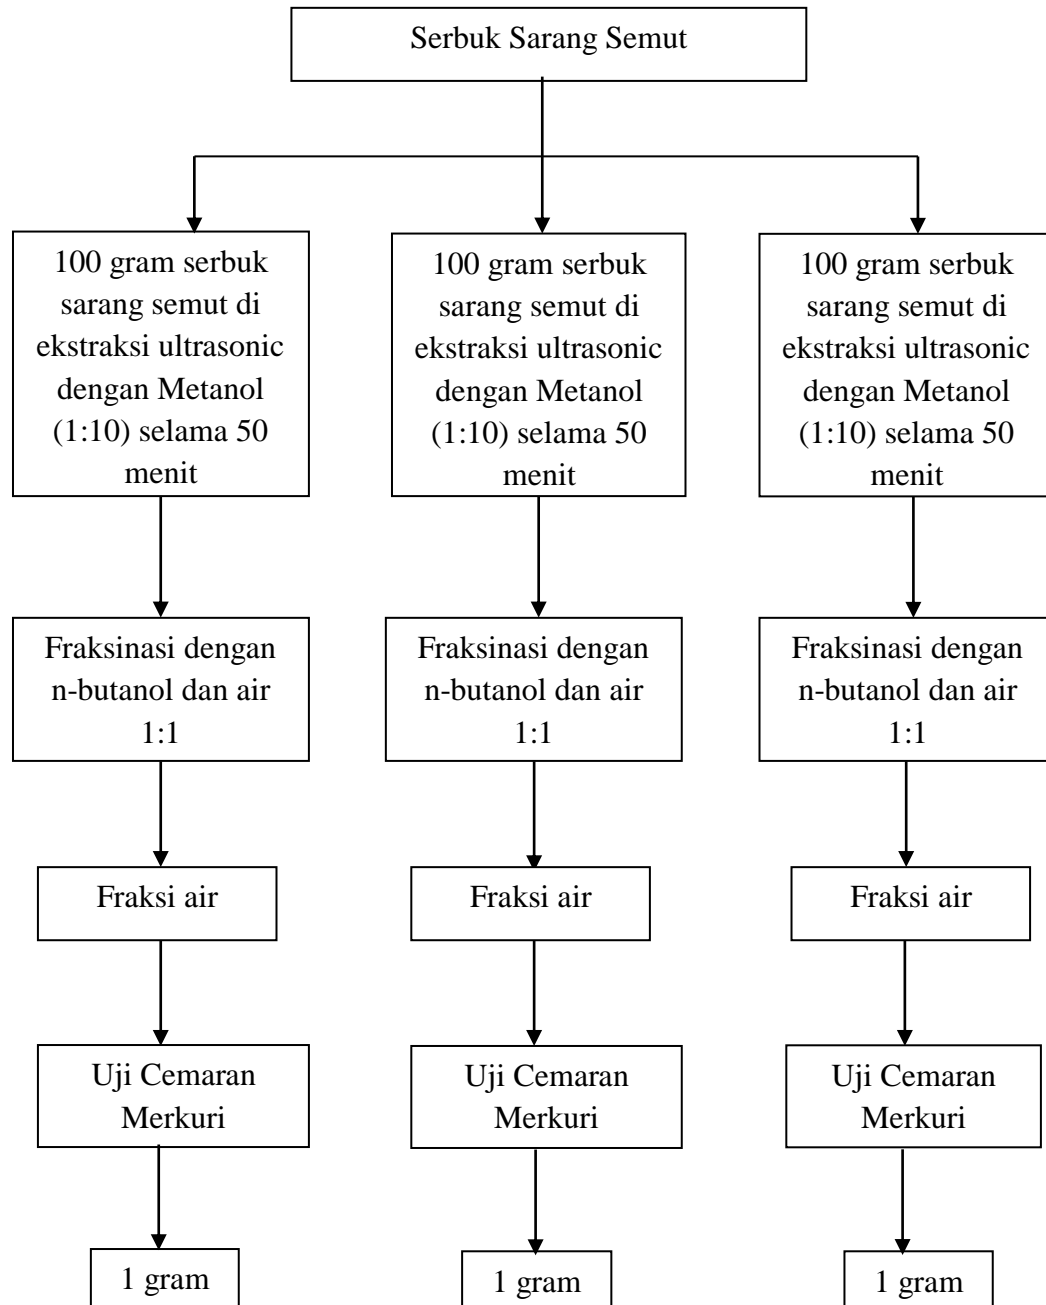 Serbuk Sarang Semut
100 gram serbuk
sarang semut di
ekstraksi ultrasonic
dengan Metanol
(1:10) selama 50
menit
100 gram serbuk
sarang semut di
ekstraksi ultrasonic
dengan Metanol
(1:10) selama 50
menit
100 gram serbuk
sarang semut di
ekstraksi ultrasonic
dengan Metanol
(1:10) selama 50
menit
Fraksinasi dengan
n-butanol dan air
1:1
Fraksinasi dengan
n-butanol dan air
1:1
Fraksinasi dengan
n-butanol dan air
1:1
Fraksi air
Fraksi air
Fraksi air
Uji Cemaran
Merkuri
Uji Cemaran
Merkuri
Uji Cemaran
Merkuri
1 gram
1 gram
1 gram